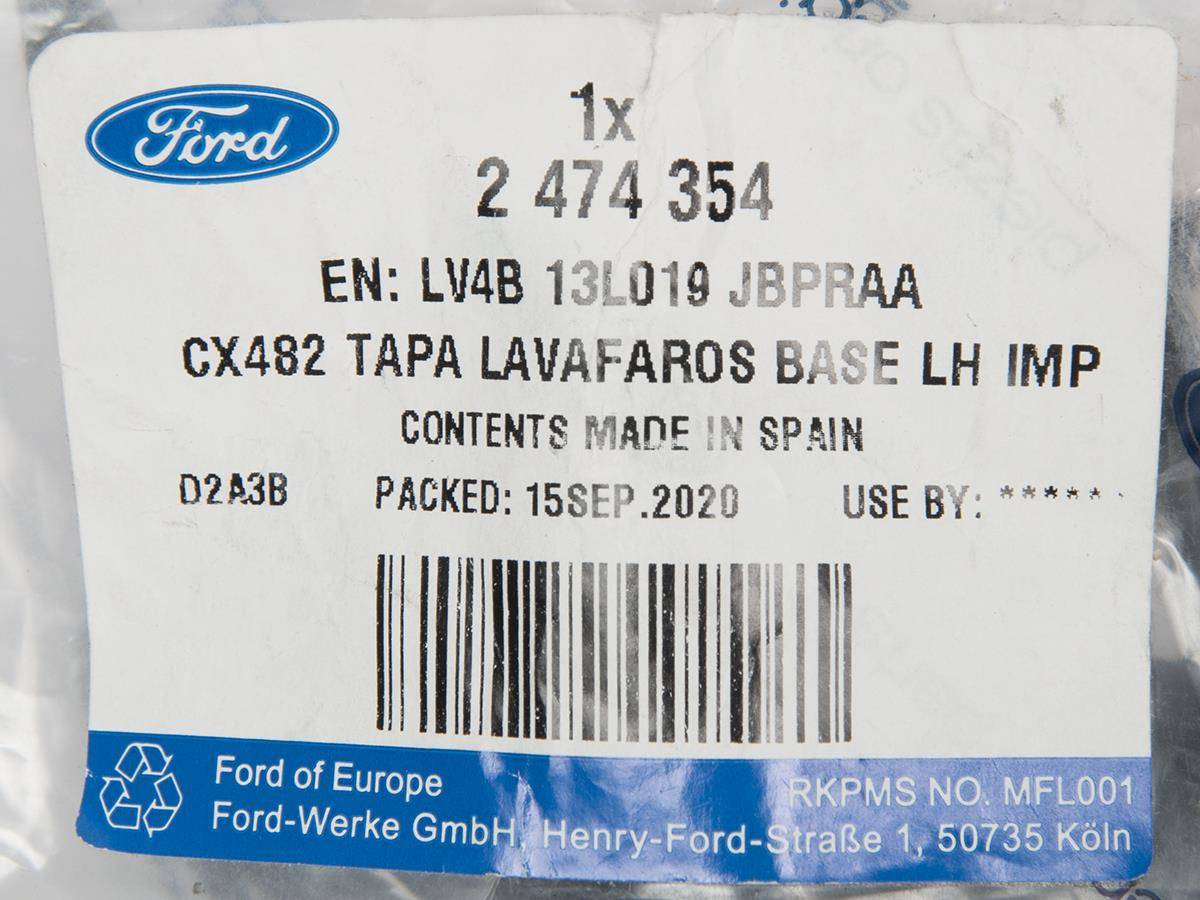 Ford
1x
2 474 354
EN: LV4B 13L019 JBPRAA
CX482 TAPA LAVAFAROS BASE LH IMP
CONTENTS MADE IN SPAIN
D2A3B PACKED: 15SEP.2020 USE BY: ******
Ford of Europe RKPMS NO. MFL001
Ford-Werke GmbH, Henry-Ford-Straße 1, 50735 Köln